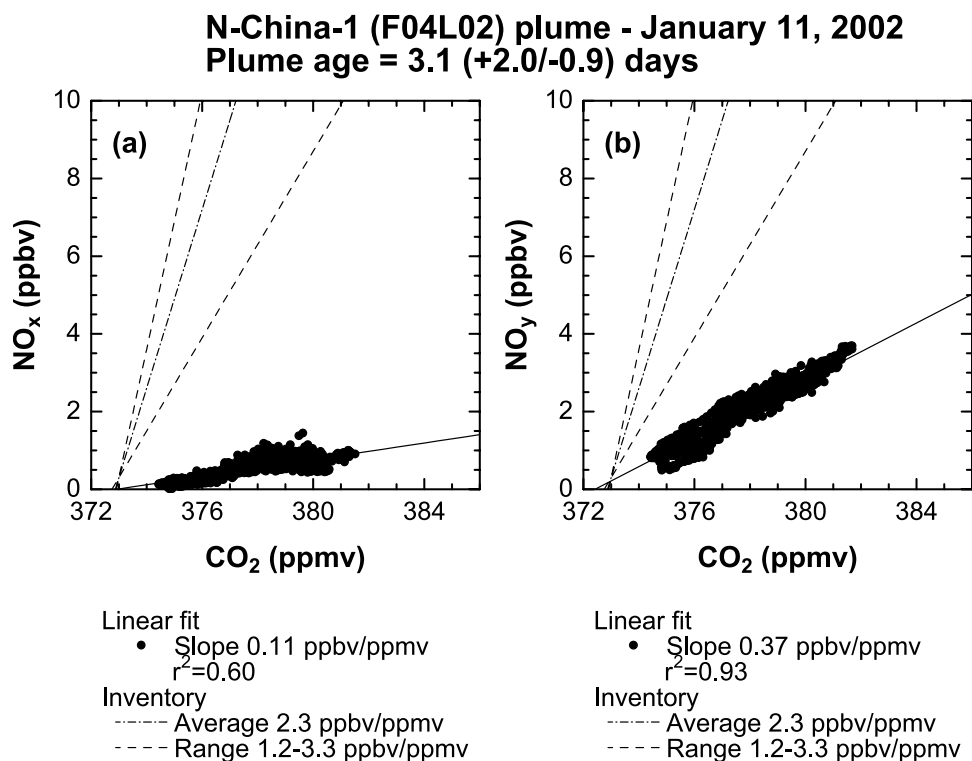 N-China-1 (F04L02) plume - January 11, 2002
Plume age = 3.1 (+2.0/-0.9) days
(a)
NOx (ppbv)
10
8
6
4
2
0
372 376 380 384
CO2 (ppmv)
Linear fit
• Slope 0.11 ppbv/ppmv
r2=0.60
Inventory
Average 2.3 ppbv/ppmv
Range 1.2-3.3 ppbv/ppmv
(b)
NOy (ppbv)
10
8
6
4
2
0
372 376 380 384
CO2 (ppmv)
Linear fit
• Slope 0.37 ppbv/ppmv
r2=0.93
Inventory
Average 2.3 ppbv/ppmv
Range 1.2-3.3 ppbv/ppmv